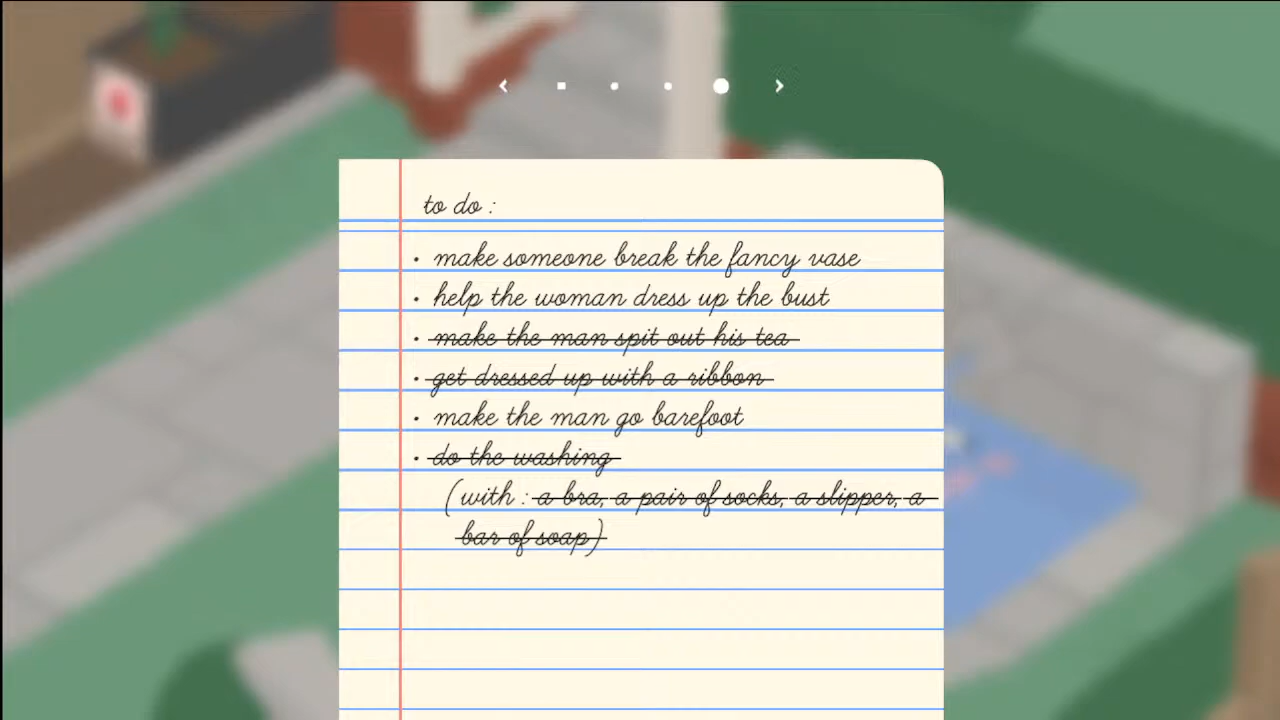 to do :
• make someone break the fancy vase
• help the woman dress up the bust
• make the man spit out his tea
• get dressed up with a ribbon
• make the man go barefoot
• do the washing
(with : a bra, a pair of socks, a slipper, a
bar of soap)